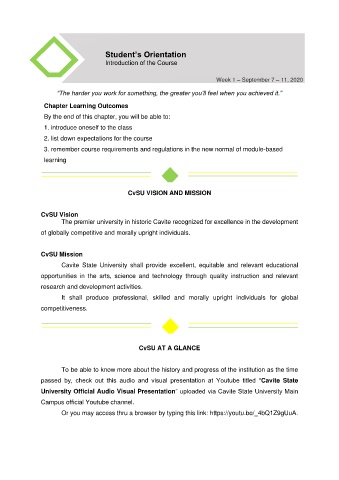 Student's Orientation
Introduction of the Course
Week 1 – September 7 – 11, 2020
"The harder you work for something, the greater you'll feel when you achieved it."
Chapter Learning Outcomes
By the end of this chapter, you will be able to:
1. introduce oneself to the class
2. list down expectations for the course
3. remember course requirements and regulations in the new normal of module-based
learning
CvSU VISION AND MISSION
CvSU Vision
The premier university in historic Cavite recognized for excellence in the development
of globally competitive and morally upright individuals.
CvSU Mission
Cavite State University shall provide excellent, equitable and relevant educational
opportunities in the arts, science and technology through quality instruction and relevant
research and development activities.
It shall produce professional, skilled and morally upright individuals for global
competitiveness.
CvSU AT A GLANCE
To be able to know more about the history and progress of the institution as the time
passed by, check out this audio and visual presentation at Youtube titled "Cavite State
University Official Audio Visual Presentation" uploaded via Cavite State University Main
Campus official Youtube channel.
Or you may access thru a browser by typing this link: https://youtu.be/_4bQ1Z9gUuA.